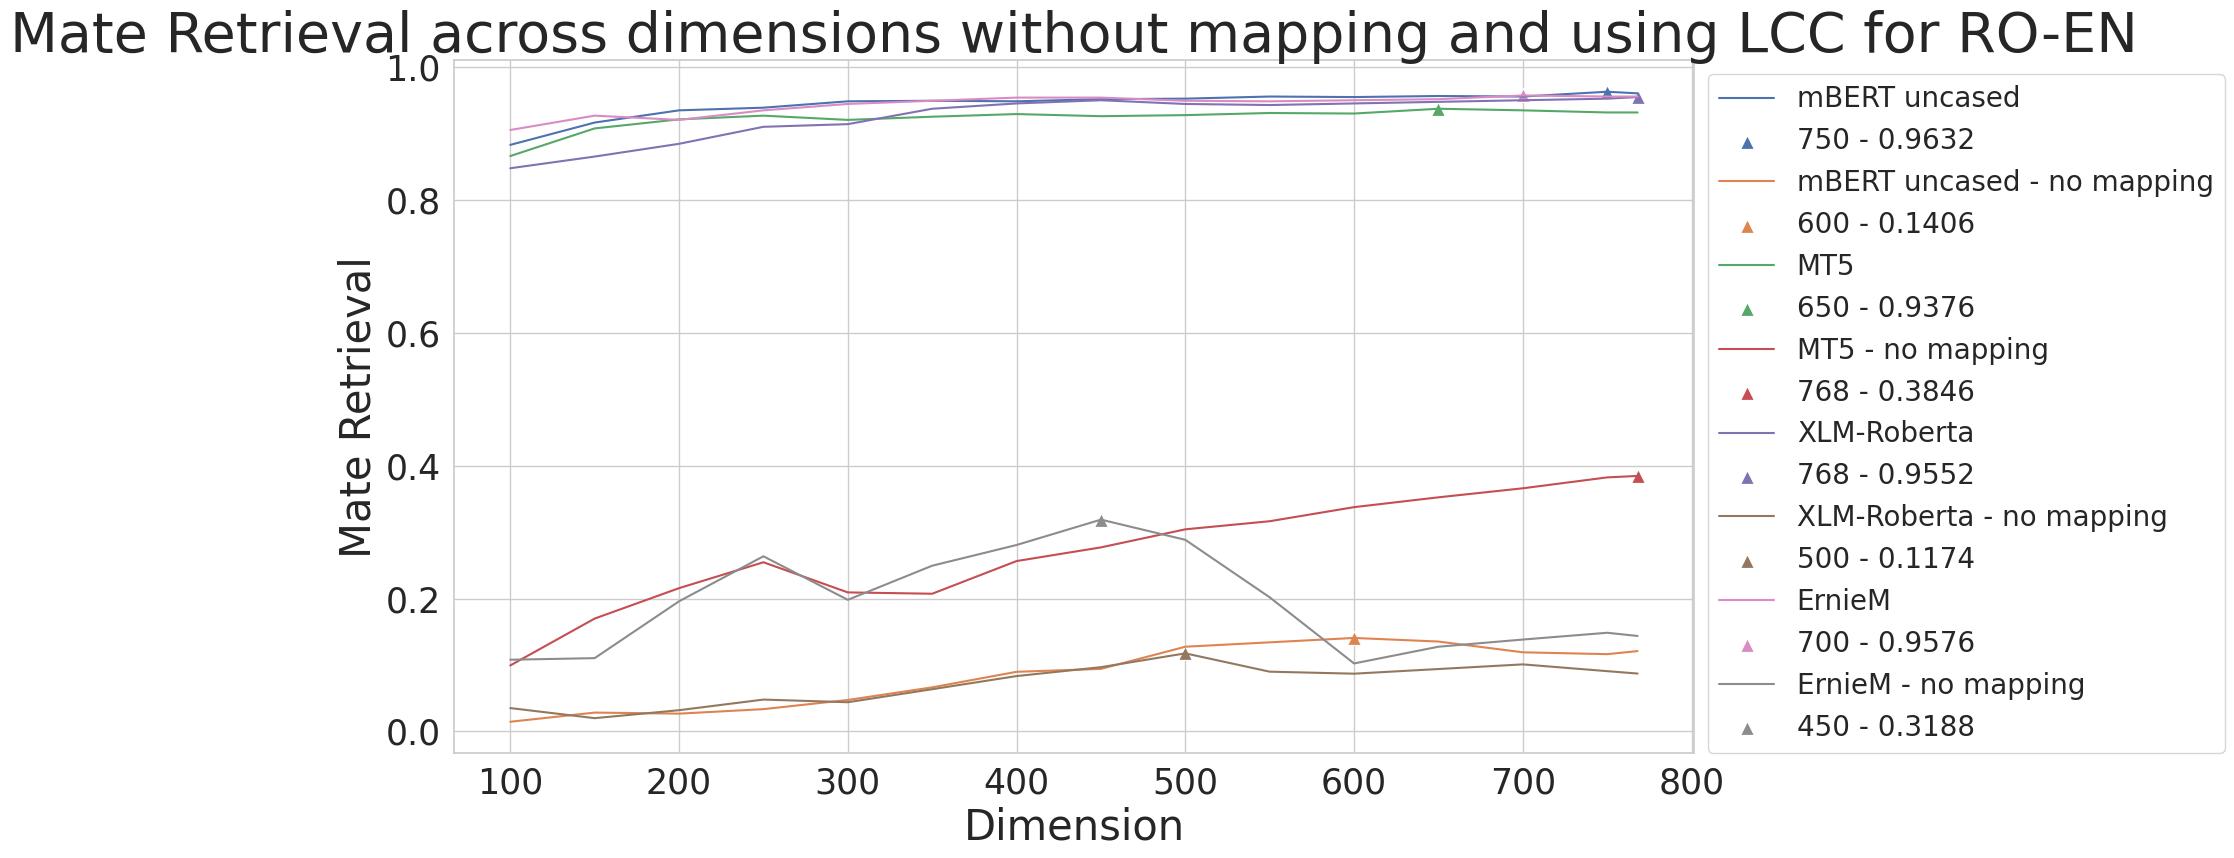 Mate Retrieval across dimensions without mapping and using LCC for RO-EN
1.0
0.8
0.6
0.4
0.2
0.0
Mate Retrieval
100 200 300 400 500 600 700 800
Dimension
mBERT uncased
750 - 0.9632
mBERT uncased - no mapping
600 - 0.1406
MT5
650 - 0.9376
MT5 - no mapping
768 - 0.3846
XLM-Roberta
768 - 0.9552
XLM-Roberta - no mapping
500 - 0.1174
ErnieM
700 - 0.9576
ErnieM - no mapping
450 - 0.3188